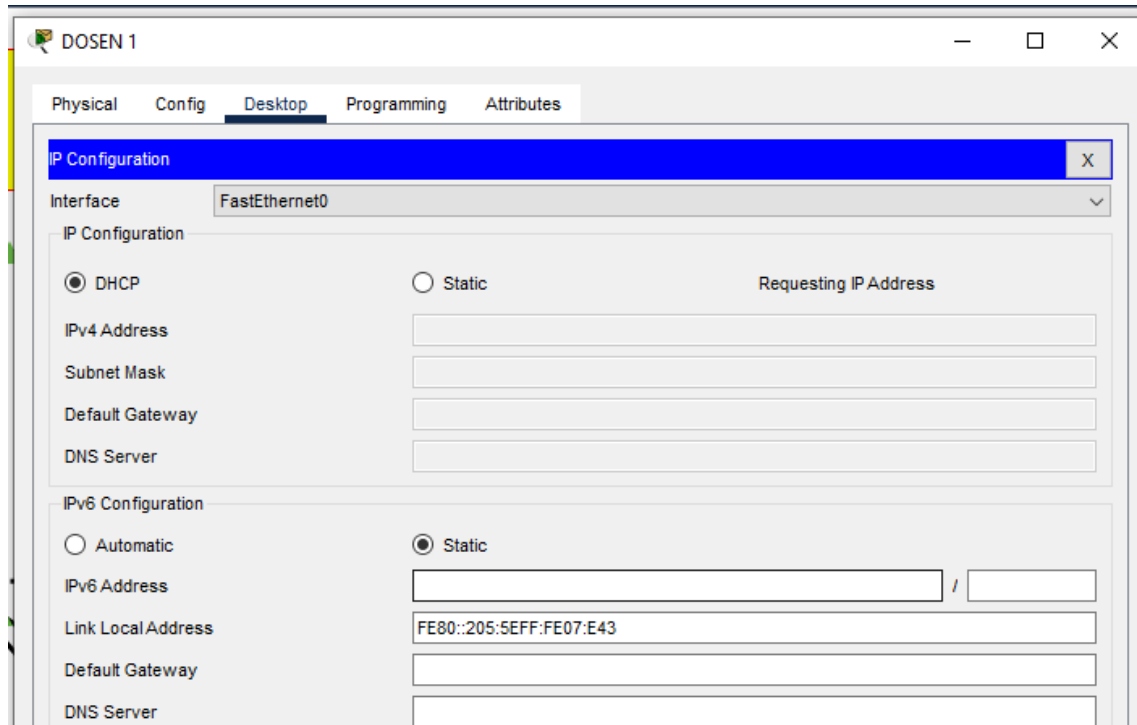 DOSEN 1
Physical Config Desktop Programming Attributes
IP Configuration X
Interface FastEthernet0
IP Configuration
DHCP Static Requesting IP Address
IPv4 Address
Subnet Mask
Default Gateway
DNS Server
IPv6 Configuration
Automatic Static
IPv6 Address /
Link Local Address FE80::205:5EFF:FE07:E43
Default Gateway
DNS Server